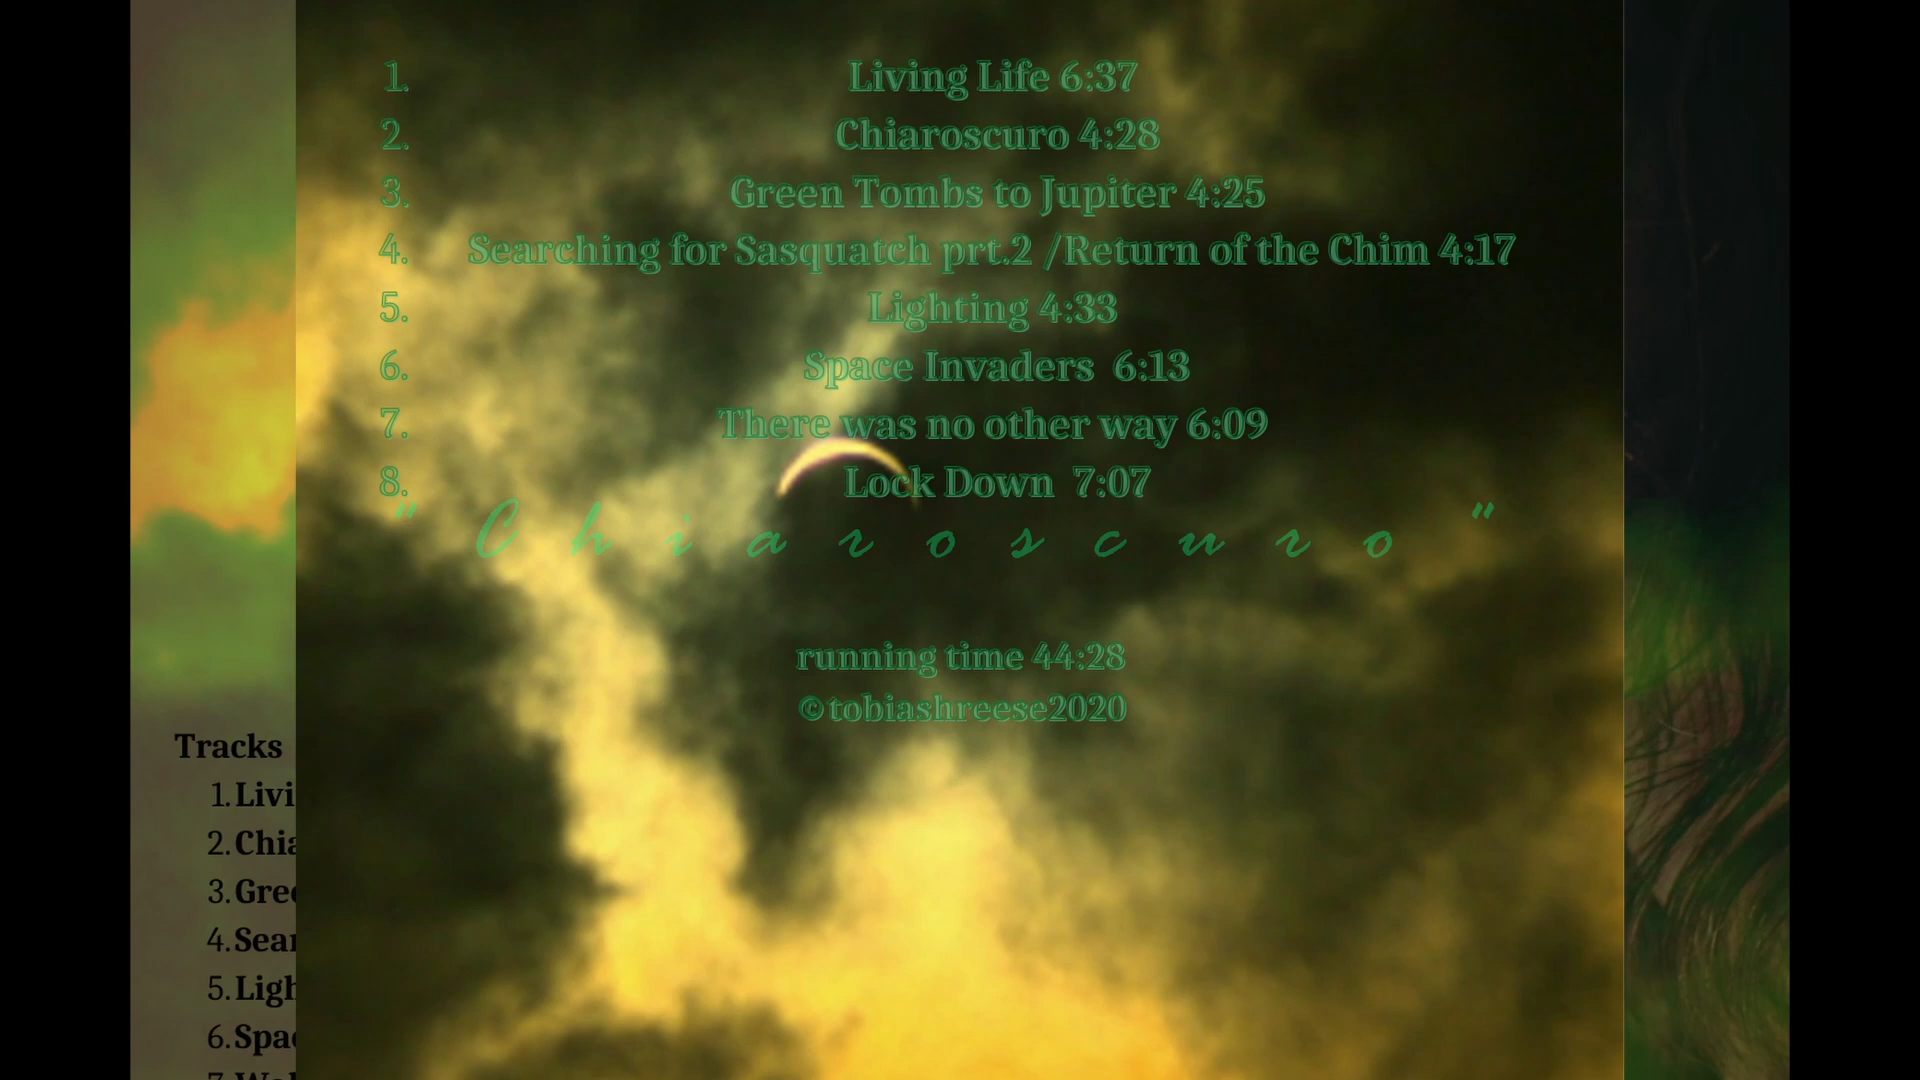 1. Living Life 6:37
2. Chiaroscuro 4:28
3. Green Tombs to Jupiter 4:25
4. Searching for Sasquatch prt.2 /Return of the Chim 4:17
5. Lighting 4:33
6. Space Invaders 6:13
7. There was no other way 6:09
8. Lock Down 7:07
" Chiaroscuro "
running time 44:28
©tobiashreese2020
Tracks
1. Livi
2. Chia
3. Gree
4. Sear
5. Ligh
6. Spac